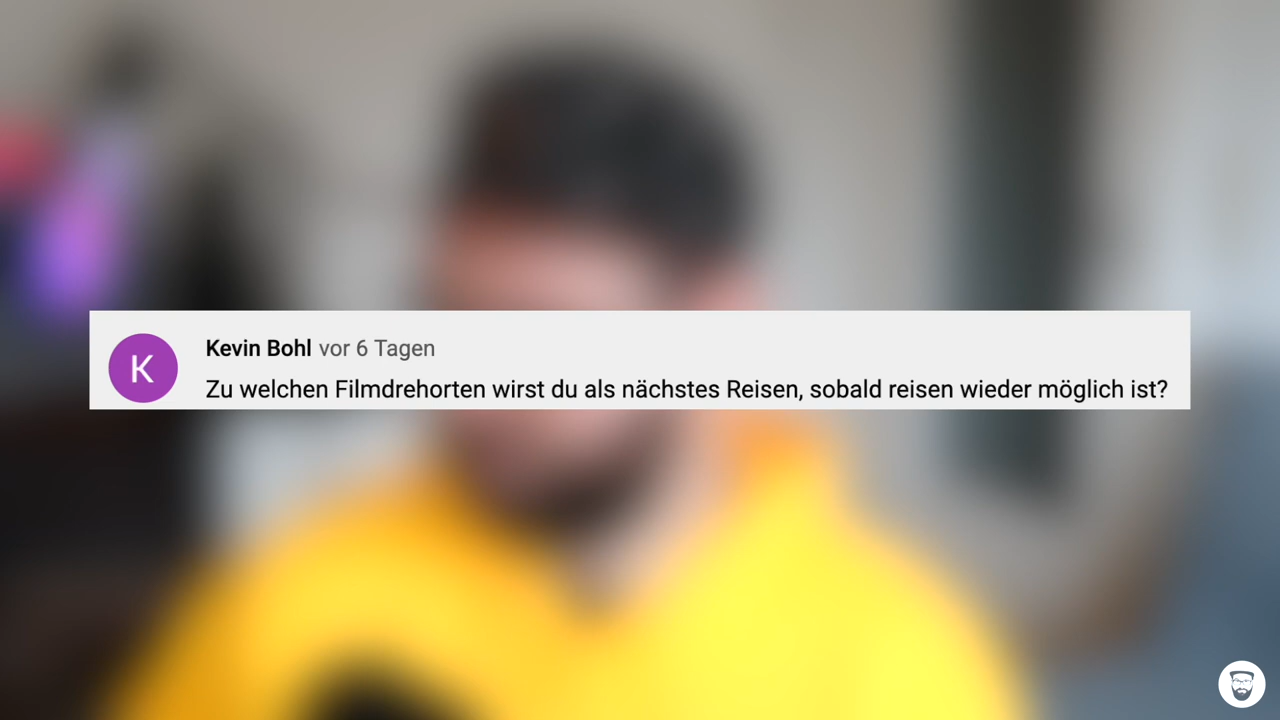 K
Kevin Bohl vor 6 Tagen
Zu welchen Filmdrehorten wirst du als nächstes Reisen, sobald reisen wieder möglich ist?